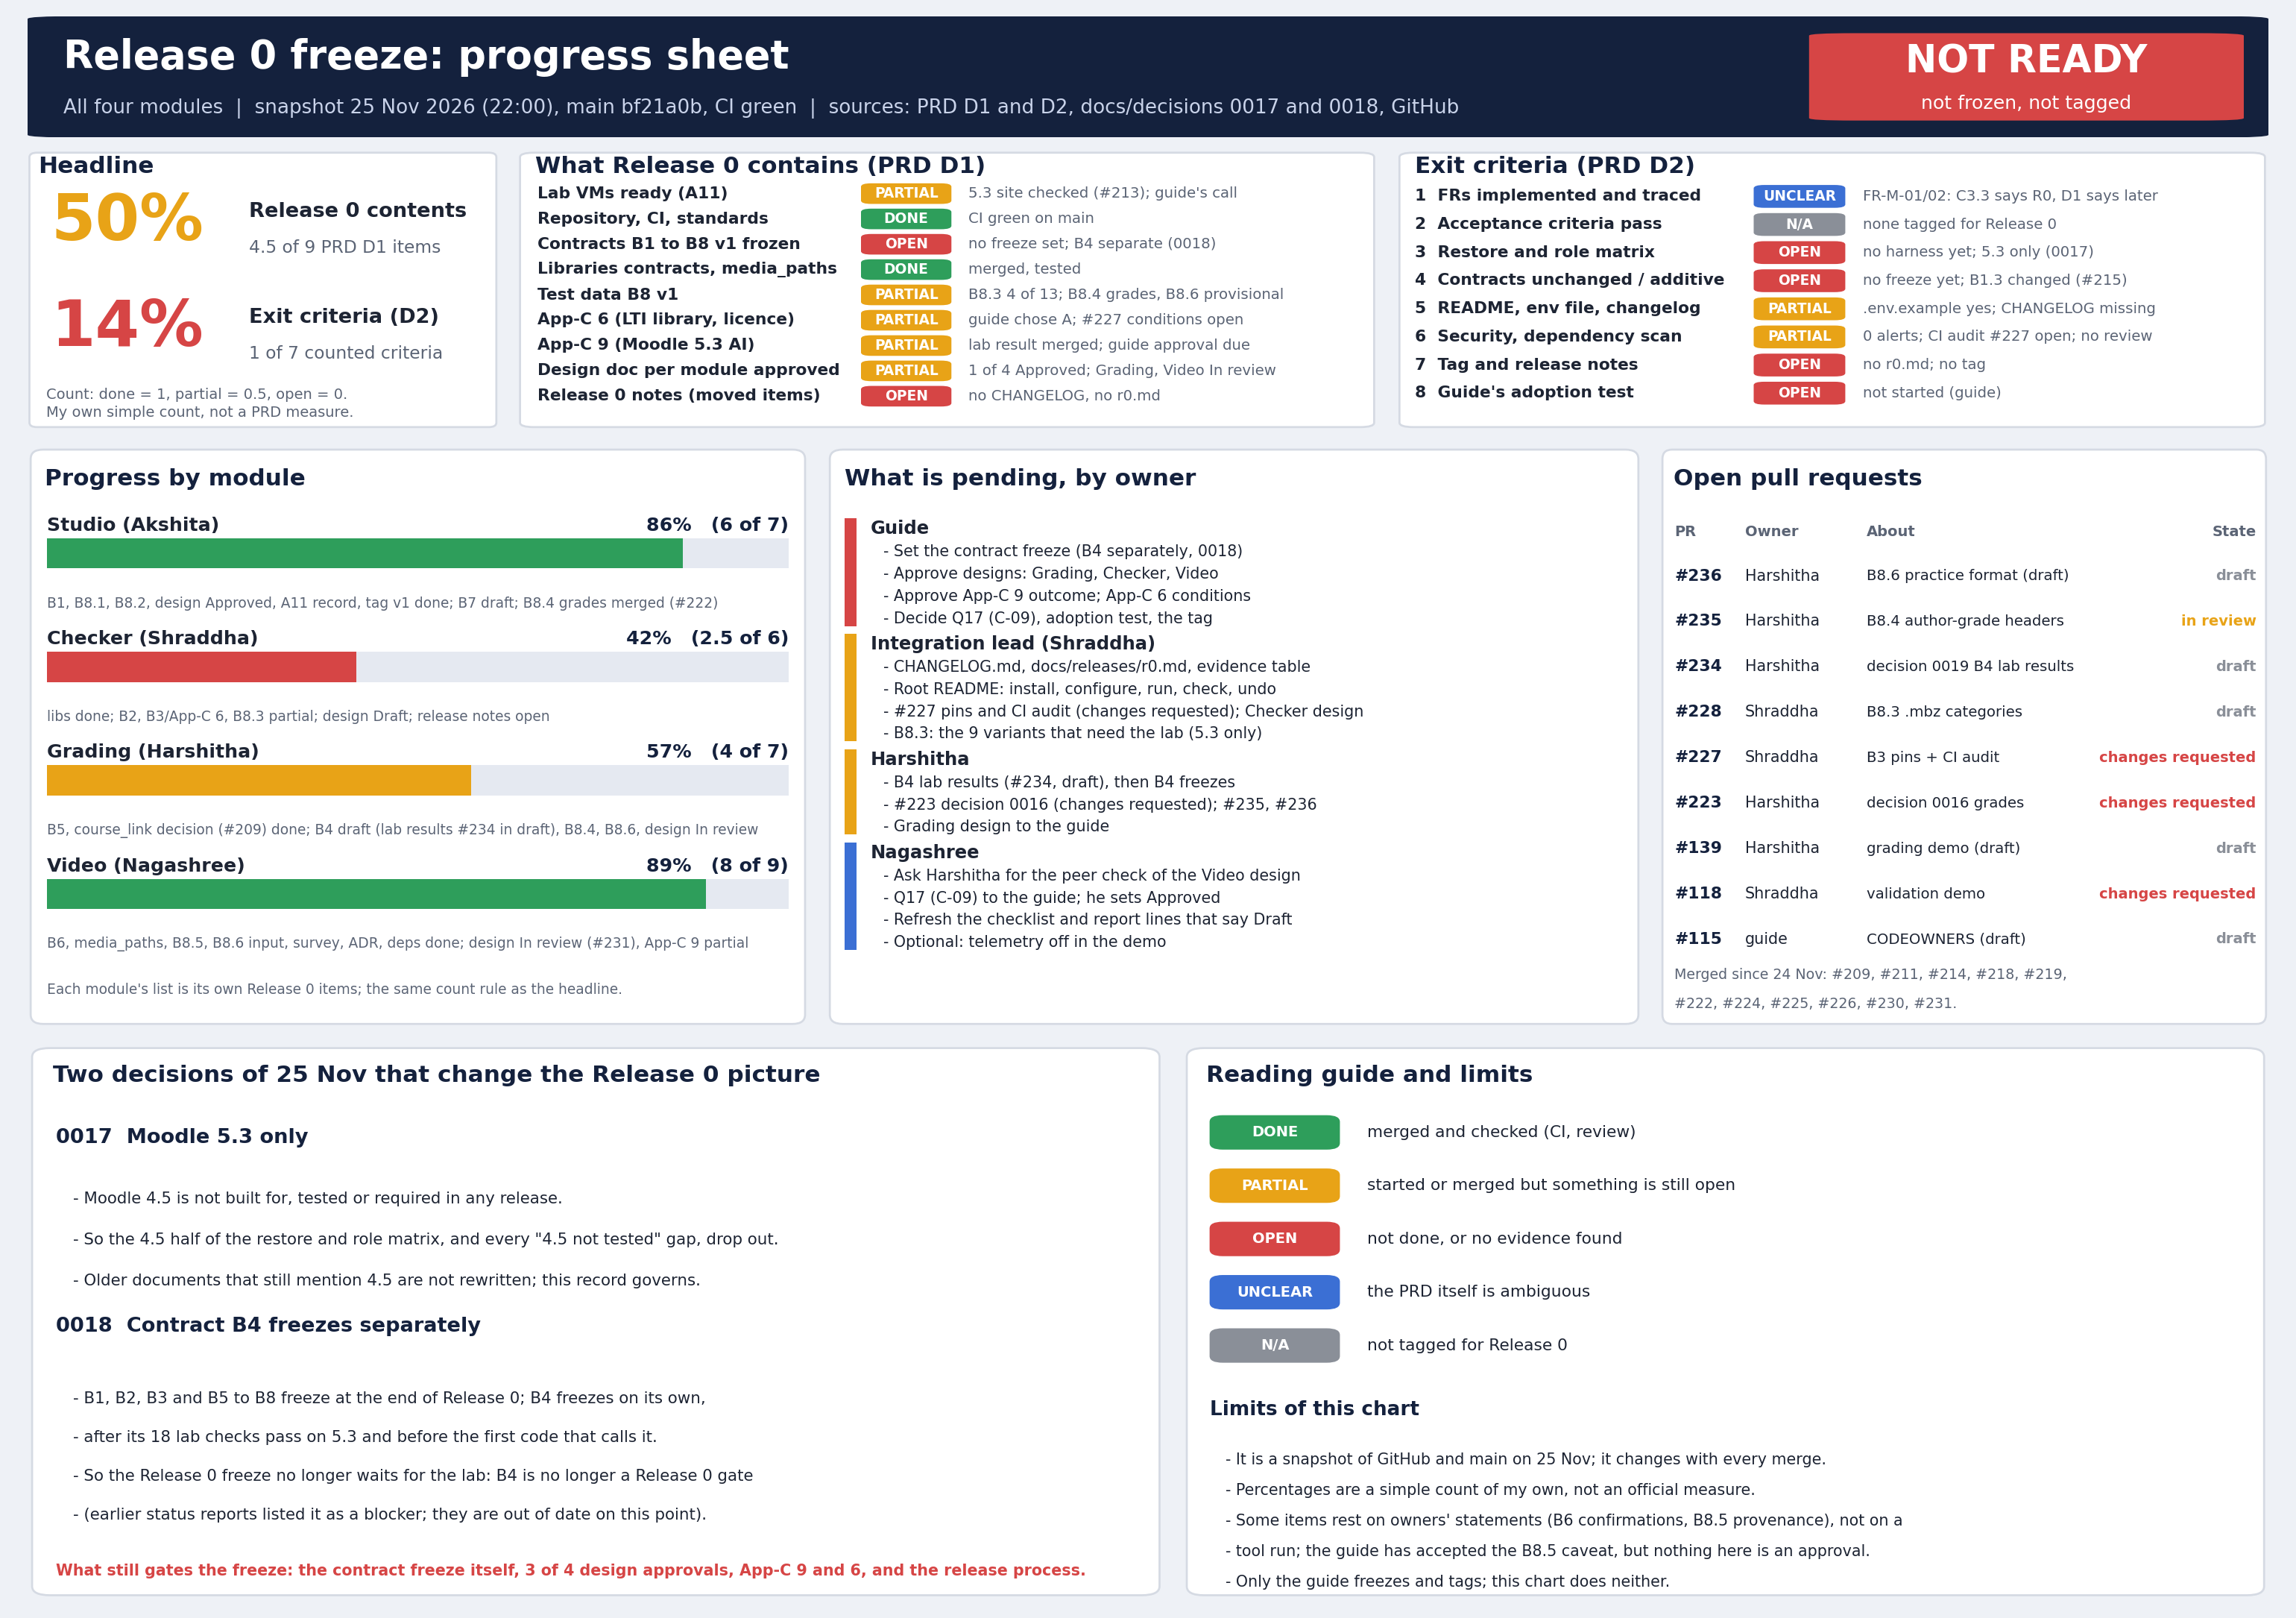 Release 0 freeze: progress sheet
All four modules | snapshot 25 Nov 2026 (22:00), main bf21a0b, CI green | sources: PRD D1 and D2, docs/decisions 0017 and 0018, GitHub
NOT READY
not frozen, not tagged
Headline
50%
Release 0 contents
4.5 of 9 PRD D1 items
14%
Exit criteria (D2)
1 of 7 counted criteria
Count: done = 1, partial = 0.5, open = 0.
My own simple count, not a PRD measure.
What Release 0 contains (PRD D1)
Lab VMs ready (A11) PARTIAL 5.3 site checked (#213); guide's call
Repository, CI, standards DONE CI green on main
Contracts B1 to B8 v1 frozen OPEN no freeze set; B4 separate (0018)
Libraries contracts, media_paths DONE merged, tested
Test data B8 v1 PARTIAL B8.3 4 of 13; B8.4 grades, B8.6 provisional
App-C 6 (LTI library, licence) PARTIAL guide chose A; #227 conditions open
App-C 9 (Moodle 5.3 AI) PARTIAL lab result merged; guide approval due
Design doc per module approved PARTIAL 1 of 4 Approved; Grading, Video In review
Release 0 notes (moved items) OPEN no CHANGELOG, no r0.md
Exit criteria (PRD D2)
1 FRs implemented and traced UNCLEAR FR-M-01/02: C3.3 says R0, D1 says later
2 Acceptance criteria pass N/A none tagged for Release 0
3 Restore and role matrix OPEN no harness yet; 5.3 only (0017)
4 Contracts unchanged / additive OPEN no freeze yet; B1.3 changed (#215)
5 README, env file, changelog PARTIAL .env.example yes; CHANGELOG missing
6 Security, dependency scan PARTIAL 0 alerts; CI audit #227 open; no review
7 Tag and release notes OPEN no r0.md; no tag
8 Guide's adoption test OPEN not started (guide)
Progress by module
Studio (Akshita) 86% (6 of 7)
B1, B8.1, B8.2, design Approved, A11 record, tag v1 done; B7 draft; B8.4 grades merged (#222)
Checker (Shraddha) 42% (2.5 of 6)
libs done; B2, B3/App-C 6, B8.3 partial; design Draft; release notes open
Grading (Harshitha) 57% (4 of 7)
B5, course_link decision (#209) done; B4 draft (lab results #234 in draft), B8.4, B8.6, design In review
Video (Nagashree) 89% (8 of 9)
B6, media_paths, B8.5, B8.6 input, survey, ADR, deps done; design In review (#231), App-C 9 partial
Each module's list is its own Release 0 items; the same count rule as the headline.
What is pending, by owner
Guide
- Set the contract freeze (B4 separately, 0018)
- Approve designs: Grading, Checker, Video
- Approve App-C 9 outcome; App-C 6 conditions
- Decide Q17 (C-09), adoption test, the tag
Integration lead (Shraddha)
- CHANGELOG.md, docs/releases/r0.md, evidence table
- Root README: install, configure, run, check, undo
- #227 pins and CI audit (changes requested); Checker design
- B8.3: the 9 variants that need the lab (5.3 only)
Harshitha
- B4 lab results (#234, draft), then B4 freezes
- #223 decision 0016 (changes requested); #235, #236
- Grading design to the guide
Nagashree
- Ask Harshitha for the peer check of the Video design
- Q17 (C-09) to the guide; he sets Approved
- Refresh the checklist and report lines that say Draft
- Optional: telemetry off in the demo
Open pull requests
PR Owner About State
#236 Harshitha B8.6 practice format (draft) draft
#235 Harshitha B8.4 author-grade headers in review
#234 Harshitha decision 0019 B4 lab results draft
#228 Shraddha B8.3 .mbz categories draft
#227 Shraddha B3 pins + CI audit changes requested
#223 Harshitha decision 0016 grades changes requested
#139 Harshitha grading demo (draft) draft
#118 Shraddha validation demo changes requested
#115 guide CODEOWNERS (draft) draft
Merged since 24 Nov: #209, #211, #214, #218, #219,
#222, #224, #225, #226, #230, #231.
Two decisions of 25 Nov that change the Release 0 picture
0017 Moodle 5.3 only
- Moodle 4.5 is not built for, tested or required in any release.
- So the 4.5 half of the restore and role matrix, and every "4.5 not tested" gap, drop out.
- Older documents that still mention 4.5 are not rewritten; this record governs.
0018 Contract B4 freezes separately
- B1, B2, B3 and B5 to B8 freeze at the end of Release 0; B4 freezes on its own,
- after its 18 lab checks pass on 5.3 and before the first code that calls it.
- So the Release 0 freeze no longer waits for the lab: B4 is no longer a Release 0 gate
- (earlier status reports listed it as a blocker; they are out of date on this point).
What still gates the freeze: the contract freeze itself, 3 of 4 design approvals, App-C 9 and 6, and the release process.
Reading guide and limits
DONE merged and checked (CI, review)
PARTIAL started or merged but something is still open
OPEN not done, or no evidence found
UNCLEAR the PRD itself is ambiguous
N/A not tagged for Release 0
Limits of this chart
- It is a snapshot of GitHub and main on 25 Nov; it changes with every merge.
- Percentages are a simple count of my own, not an official measure.
- Some items rest on owners' statements (B6 confirmations, B8.5 provenance), not on a
- tool run; the guide has accepted the B8.5 caveat, but nothing here is an approval.
- Only the guide freezes and tags; this chart does neither.